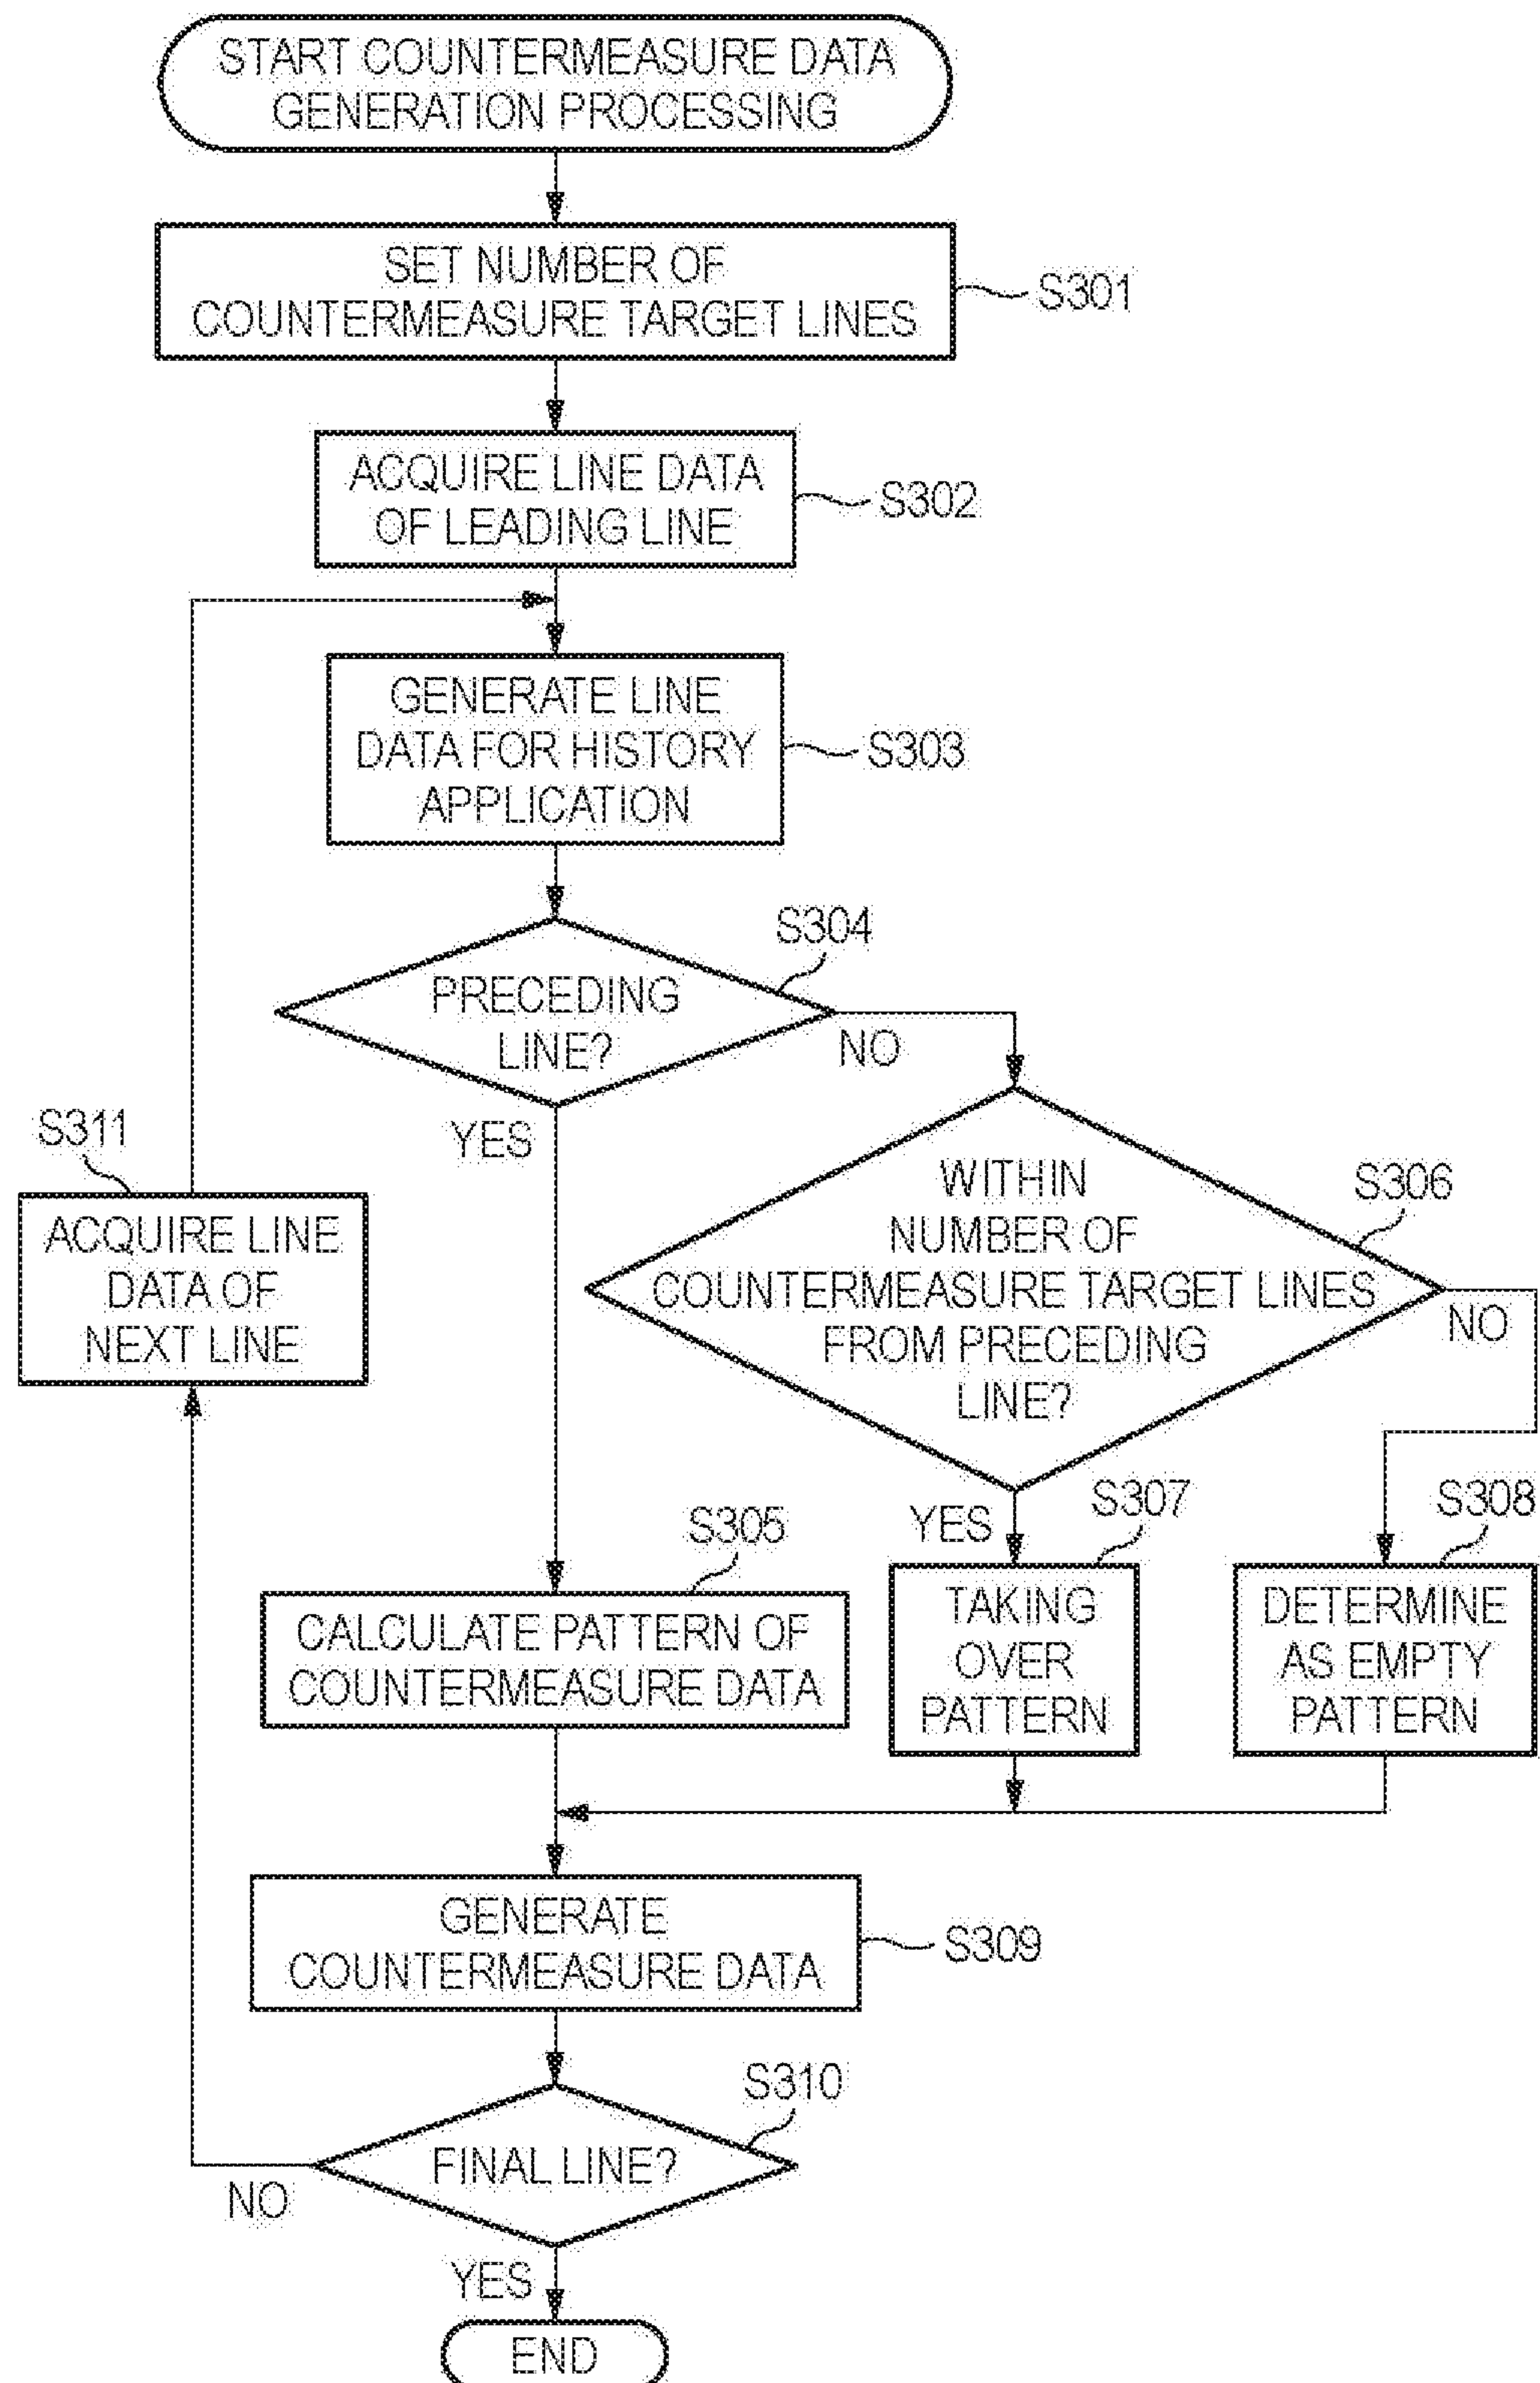 START COUNTERMEASURE DATA
GENERATION PROCESSING
SET NUMBER OF
COUNTERMEASURE TARGET LINES
S301
ACQUIRE LINE DATA
OF LEADING LINE
S302
GENERATE LINE
DATA FOR HISTORY
APPLICATION
S303
S304
PRECEDING
LINE?
NO
YES
S311
ACQUIRE LINE
DATA OF
NEXT LINE
S306
WITHIN
NUMBER OF
COUNTERMEASURE TARGET LINES
FROM PRECEDING
LINE?
NO
YES
S305
CALCULATE PATTERN OF
COUNTERMEASURE DATA
S307
TAKING
OVER
PATTERN
S308
DETERMINE
AS EMPTY
PATTERN
GENERATE
COUNTERMEASURE DATA
S309
S310
FINAL LINE?
NO
YES
END